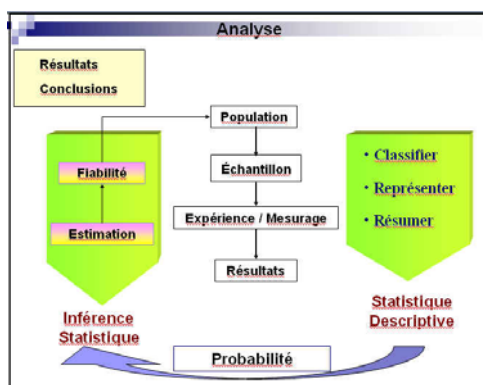 Analyse
Résultats
Conclusions
Population
Échantillon
Expérience / Mesurage
Résultats
Fiabilité
Estimation
• Classifier
• Représenter
• Résumer
Inférence
Statistique
Statistique
Descriptive
Probabilité